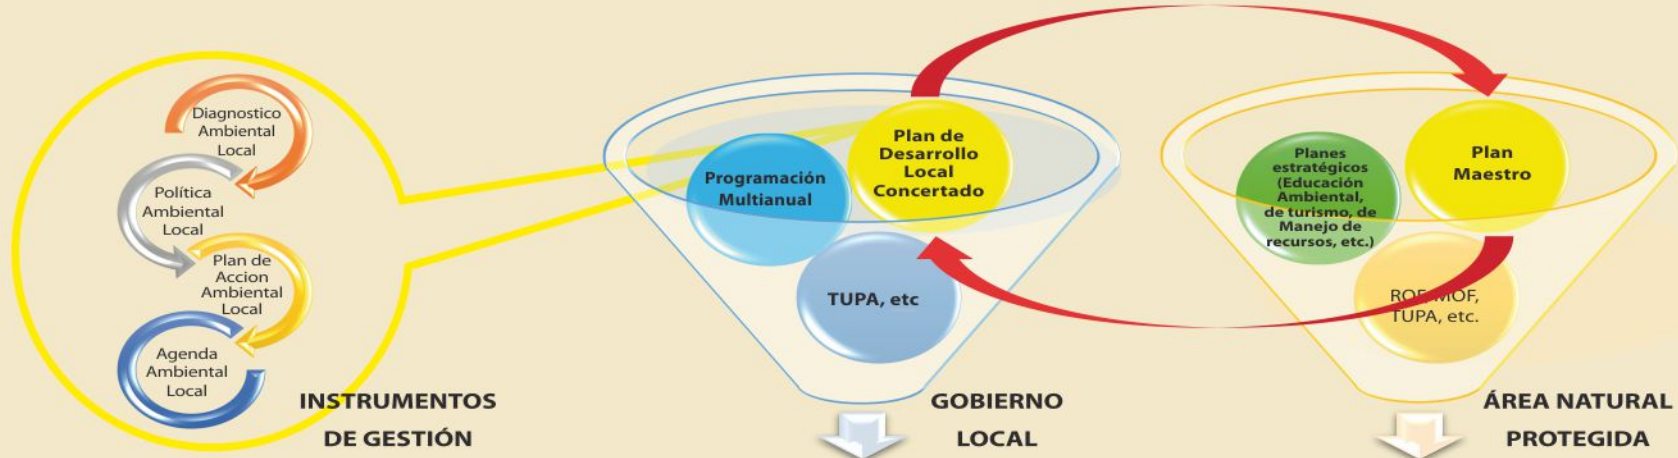 Diagnostico
Ambiental
Local
Política
Ambiental
Local
Plan de
Accion
Ambiental
Local
Agenda
Ambiental
Local
INSTRUMENTOS
DE GESTIÓN
Programación
Multianual
Plan de
Desarrollo
Local
Concertado
TUPA, etc
GOBIERNO
LOCAL
Planes
estratégicos
(Educación
Ambiental,
de turismo, de
Manejo de
recursos, etc.)
Plan
Maestro
ROF, MOF,
TUPA, etc.
ÁREA NATURAL
PROTEGIDA